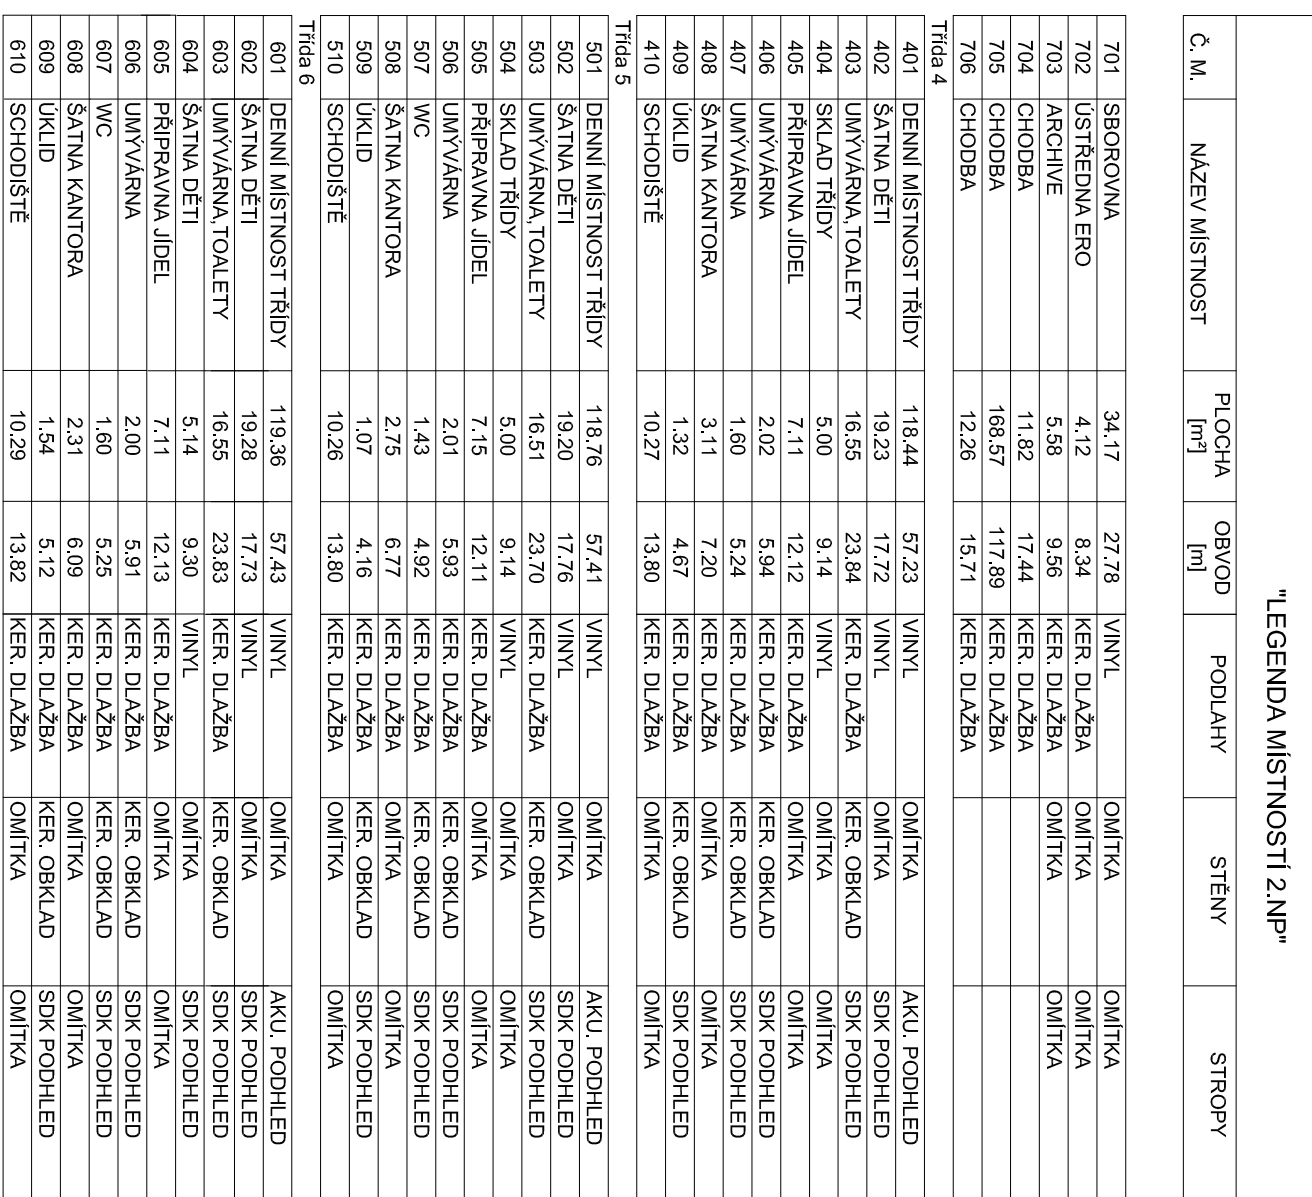 "LEGENDA MÍSTNOSTÍ 2.NP"
Č. M. NÁZEV MÍSTNOST PLOCHA [m²] OBVOD [m] PODLAHY STĚNY STROPY
701 SBOROVNA 34.17 27.78 VINYL OMÍTKA OMÍTKA
702 ÚSTŘEDNA ERO 4.12 8.34 KER. DLAŽBA OMÍTKA OMÍTKA
703 ARCHIVE 5.58 9.56 KER. DLAŽBA OMÍTKA OMÍTKA
704 CHODBA 11.82 17.44 KER. DLAŽBA
705 CHODBA 168.57 117.89 KER. DLAŽBA
706 CHODBA 12.26 15.71 KER. DLAŽBA
Třída 4
401 DENNÍ MÍSTNOST TŘÍDY 118.44 57.23 VINYL OMÍTKA AKU. PODHLED
402 ŠATNA DĚTI 19.23 17.72 VINYL OMÍTKA SDK PODHLED
403 UMÝVÁRNA,TOALETY 16.55 23.84 KER. DLAŽBA KER. OBKLAD SDK PODHLED
404 SKLAD TŘÍDY 5.00 9.14 VINYL OMÍTKA OMÍTKA
405 PŘIPRAVNA JÍDEL 7.11 12.12 KER. DLAŽBA OMÍTKA OMÍTKA
406 UMÝVÁRNA 2.02 5.94 KER. DLAŽBA KER. OBKLAD SDK PODHLED
407 UMÝVÁRNA 1.60 5.24 KER. DLAŽBA KER. OBKLAD SDK PODHLED
408 ŠATNA KANTORA 3.11 7.20 KER. DLAŽBA OMÍTKA OMÍTKA
409 ÚKLID 1.32 4.67 KER. DLAŽBA KER. OBKLAD SDK PODHLED
410 SCHODIŠTĚ 10.27 13.80 KER. DLAŽBA OMÍTKA OMÍTKA
Třída 5
501 DENNÍ MÍSTNOST TŘÍDY 118.76 57.41 VINYL OMÍTKA AKU. PODHLED
502 ŠATNA DĚTI 19.20 17.76 VINYL OMÍTKA SDK PODHLED
503 UMÝVÁRNA,TOALETY 16.51 23.70 KER. DLAŽBA KER. OBKLAD SDK PODHLED
504 SKLAD TŘÍDY 5.00 9.14 VINYL OMÍTKA OMÍTKA
505 PŘIPRAVNA JÍDEL 7.15 12.11 KER. DLAŽBA OMÍTKA OMÍTKA
506 UMÝVÁRNA 2.01 5.93 KER. DLAŽBA KER. OBKLAD SDK PODHLED
507 WC 1.43 4.92 KER. DLAŽBA KER. OBKLAD SDK PODHLED
508 ŠATNA KANTORA 2.75 6.77 KER. DLAŽBA OMÍTKA OMÍTKA
509 ÚKLID 1.07 4.16 KER. DLAŽBA KER. OBKLAD SDK PODHLED
510 SCHODIŠTĚ 10.26 13.80 KER. DLAŽBA OMÍTKA OMÍTKA
Třída 6
601 DENNÍ MÍSTNOST TŘÍDY 119.36 57.43 VINYL OMÍTKA AKU. PODHLED
602 ŠATNA DĚTI 19.28 17.73 VINYL OMÍTKA SDK PODHLED
603 UMÝVÁRNA,TOALETY 16.55 23.83 KER. DLAŽBA KER. OBKLAD SDK PODHLED
604 ŠATNA DĚTI 5.14 9.30 VINYL OMÍTKA SDK PODHLED
605 PŘIPRAVNA JÍDEL 7.11 12.13 KER. DLAŽBA OMÍTKA OMÍTKA
606 UMÝVÁRNA 2.00 5.91 KER. DLAŽBA KER. OBKLAD SDK PODHLED
607 WC 1.60 5.25 KER. DLAŽBA KER. OBKLAD SDK PODHLED
608 ŠATNA KANTORA 2.31 6.09 KER. DLAŽBA OMÍTKA OMÍTKA
609 ÚKLID 1.54 5.12 KER. DLAŽBA KER. OBKLAD SDK PODHLED
610 SCHODIŠTĚ 10.29 13.82 KER. DLAŽBA OMÍTKA OMÍTKA